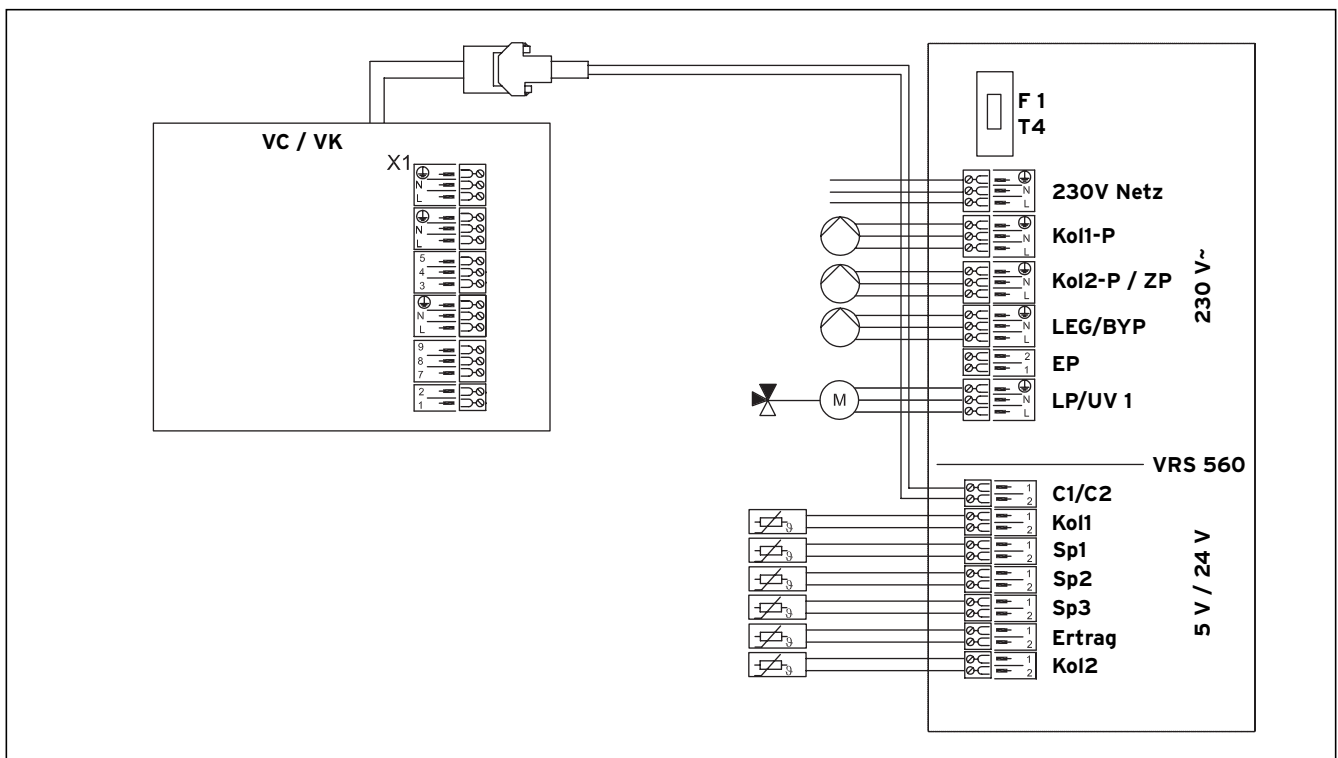 VC / VK
X1
N
L
N
L
5
4
3
N
L
9
8
7
2
1
F 1
T4
N
L
230V Netz
N
L
Kol1-P
N
L
Kol2-P / ZP
N
L
LEG/BYP
2
1
EP
N
L
LP/UV 1
M
230 V~
VRS 560
1
2
C1/C2
1
2
Kol1
ϑ
1
2
Sp1
ϑ
1
2
Sp2
ϑ
1
2
Sp3
ϑ
1
2
Ertrag
ϑ
1
2
Kol2
ϑ
5 V / 24 V